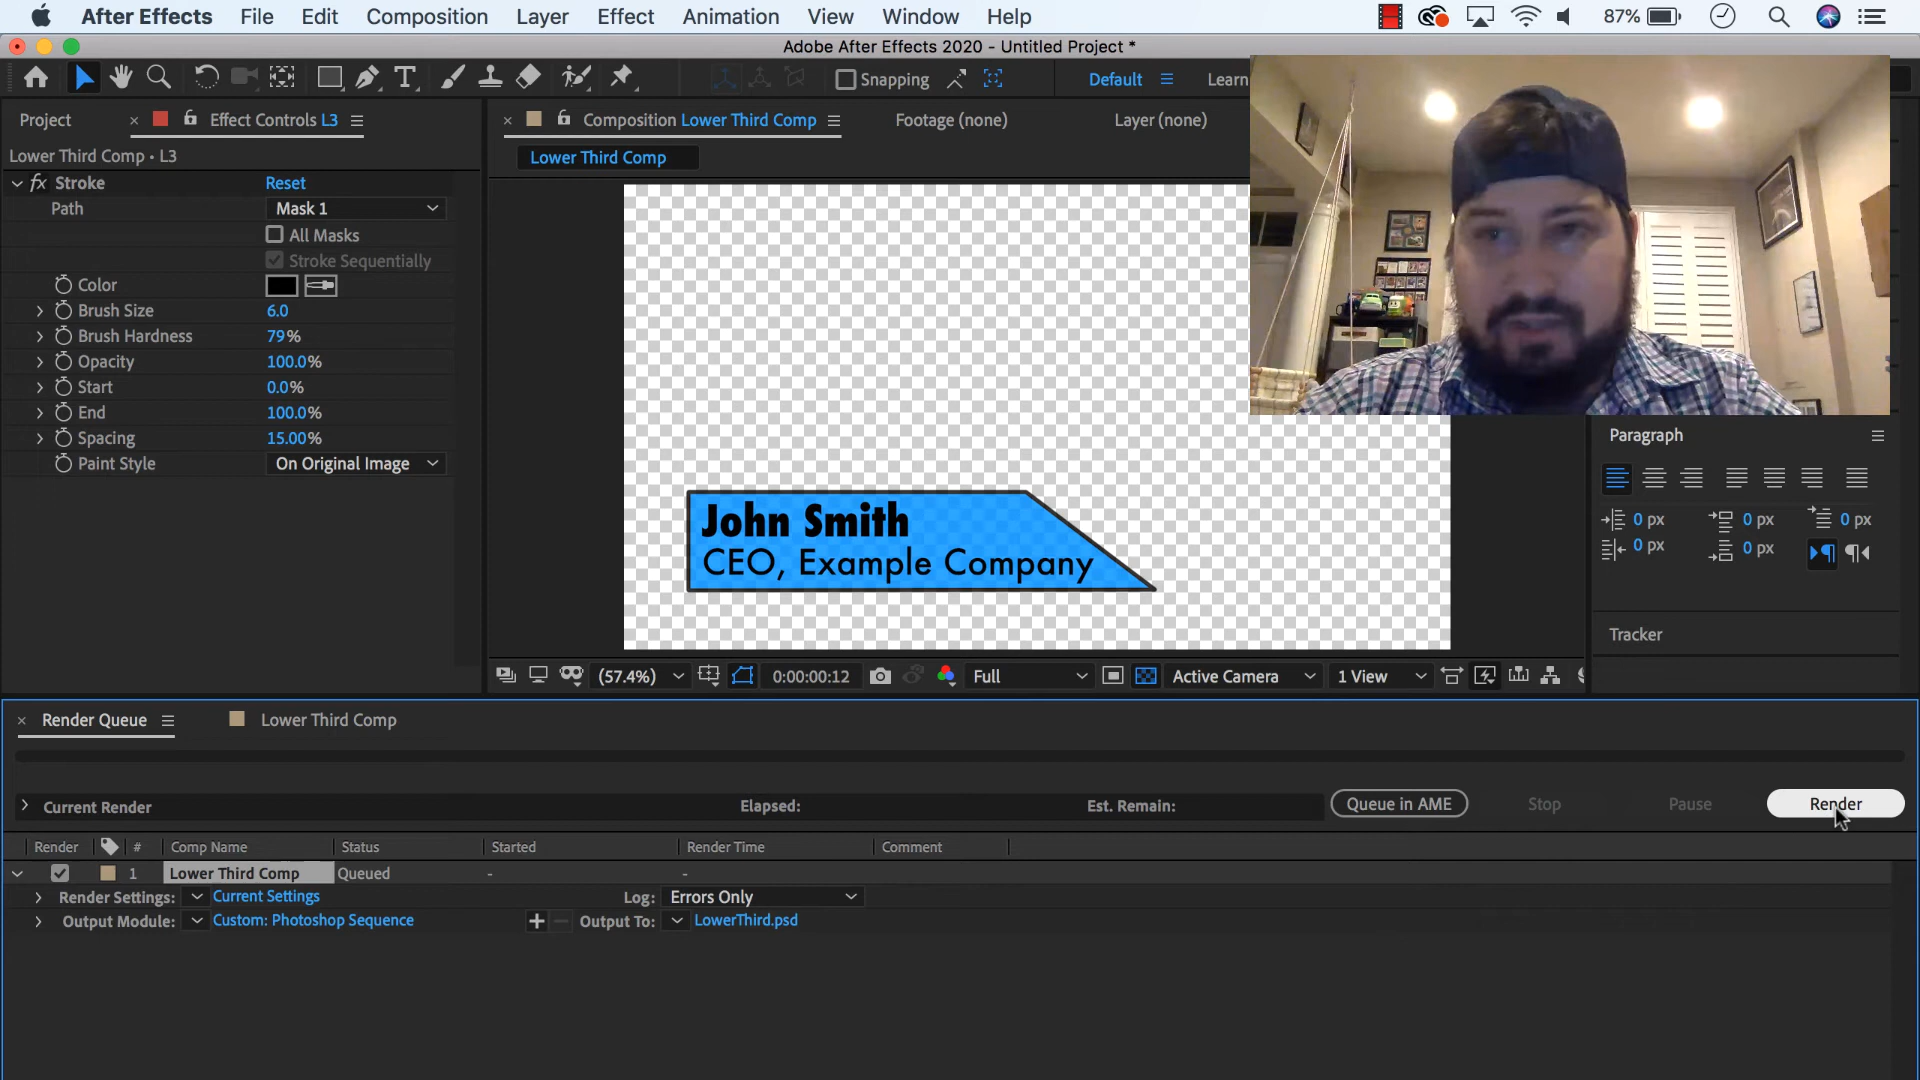 After Effects File Edit Composition Layer Effect Animation View Window Help 87%
Adobe After Effects 2020 - Untitled Project *
Snapping Default Learn
Project Effect Controls L3 Composition Lower Third Comp Footage (none) Layer (none)
Lower Third Comp • L3 Lower Third Comp
fx Stroke Reset
Path Mask 1
All Masks
Stroke Sequentially
Color
Brush Size 6.0
Brush Hardness 79%
Opacity 100.0%
Start 0.0%
End 100.0%
Spacing 15.00%
Paint Style On Original Image
John Smith
CEO, Example Company
Paragraph
0 px 0 px 0 px
0 px 0 px
Tracker
(57.4%) 0:00:00:12 Full Active Camera 1 View
Render Queue Lower Third Comp
Current Render Elapsed: Est. Remain: Queue in AME Stop Pause Render
Render # Comp Name Status Started Render Time Comment
1 Lower Third Comp Queued - -
Render Settings: Current Settings Log: Errors Only
Output Module: Custom: Photoshop Sequence Output To: LowerThird.psd